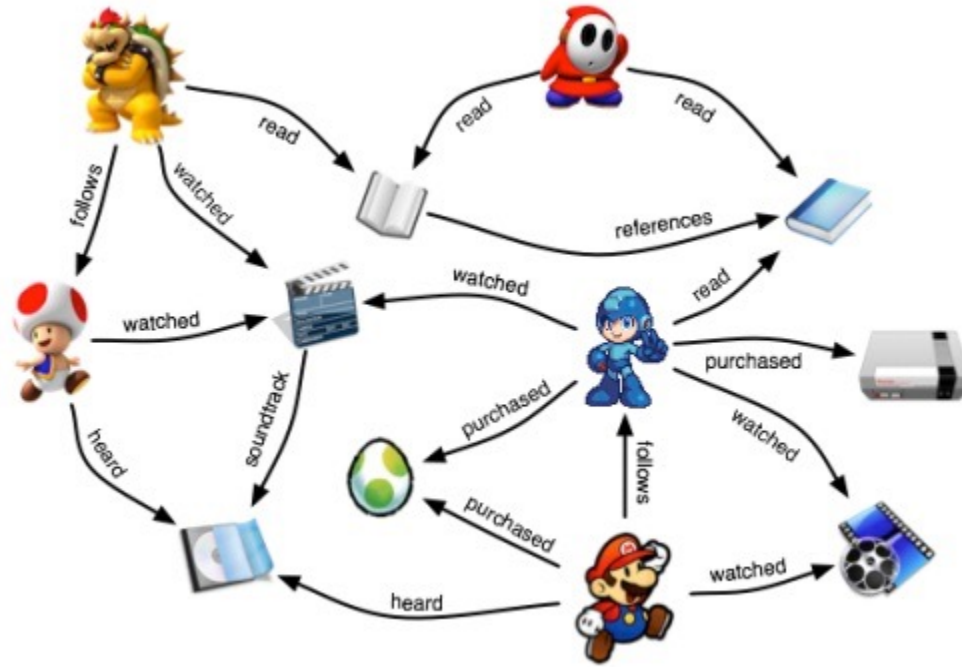 read
read
read
follows
watched
references
watched
read
watched
purchased
soundtrack
purchased
watched
heard
follows
purchased
watched
heard